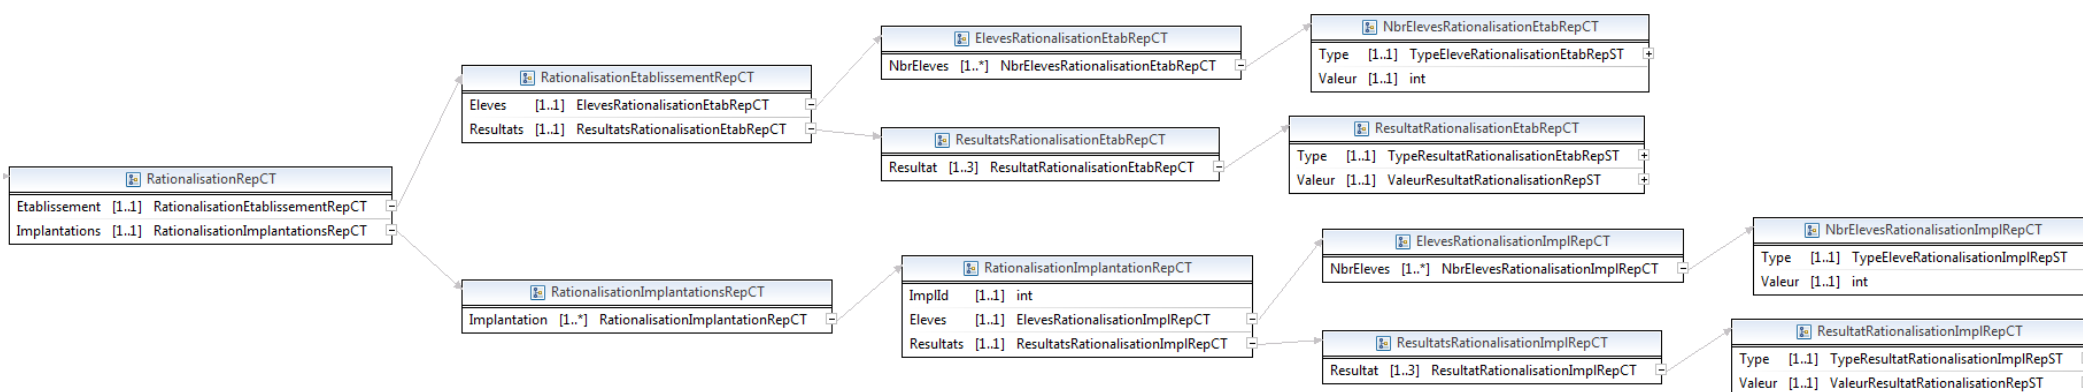 RationalisationRepCT
Etablissement [1..1] RationalisationEtablissementRepCT
Implantations [1..1] RationalisationImplantationsRepCT
RationalisationEtablissementRepCT
Eleves [1..1] ElevesRationalisationEtabRepCT
Resultats [1..1] ResultatsRationalisationEtabRepCT
ElevesRationalisationEtabRepCT
NbrEleves [1..*] NbrElevesRationalisationEtabRepCT
NbrElevesRationalisationEtabRepCT
Type [1..1] TypeEleveRationalisationEtabRepST
Valeur [1..1] int
ResultatsRationalisationEtabRepCT
Resultat [1..3] ResultatRationalisationEtabRepCT
ResultatRationalisationEtabRepCT
Type [1..1] TypeResultatRationalisationEtabRepST
Valeur [1..1] ValeurResultatRationalisationRepST
RationalisationImplantationsRepCT
Implantation [1..*] RationalisationImplantationRepCT
RationalisationImplantationRepCT
ImplId [1..1] int
Eleves [1..1] ElevesRationalisationImplRepCT
Resultats [1..1] ResultatsRationalisationImplRepCT
ElevesRationalisationImplRepCT
NbrEleves [1..*] NbrElevesRationalisationImplRepCT
NbrElevesRationalisationImplRepCT
Type [1..1] TypeEleveRationalisationImplRepST
Valeur [1..1] int
ResultatsRationalisationImplRepCT
Resultat [1..3] ResultatRationalisationImplRepCT
ResultatRationalisationImplRepCT
Type [1..1] TypeResultatRationalisationImplRepST
Valeur [1..1] ValeurResultatRationalisationRepST